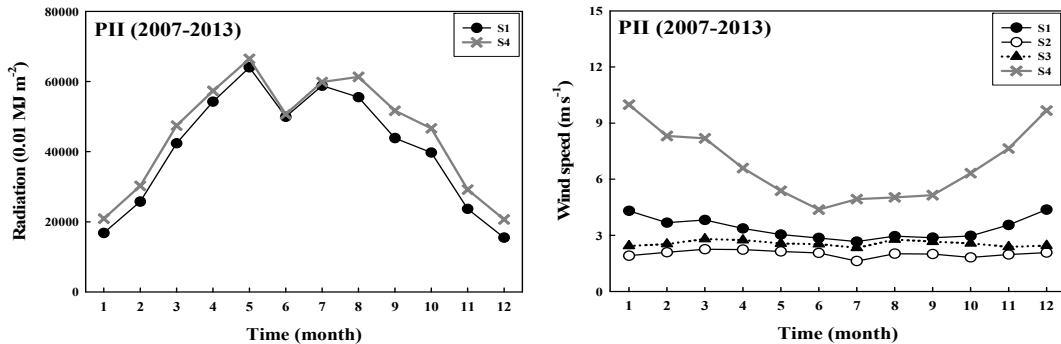 PII (2007-2013)
S1
S4
Radiation (0.01 MJ m-2)
80000
60000
40000
20000
0
1 2 3 4 5 6 7 8 9 10 11 12
Time (month)
PII (2007-2013)
S1
S2
S3
S4
Wind speed (m s-1)
15
12
9
6
3
0
1 2 3 4 5 6 7 8 9 10 11 12
Time (month)